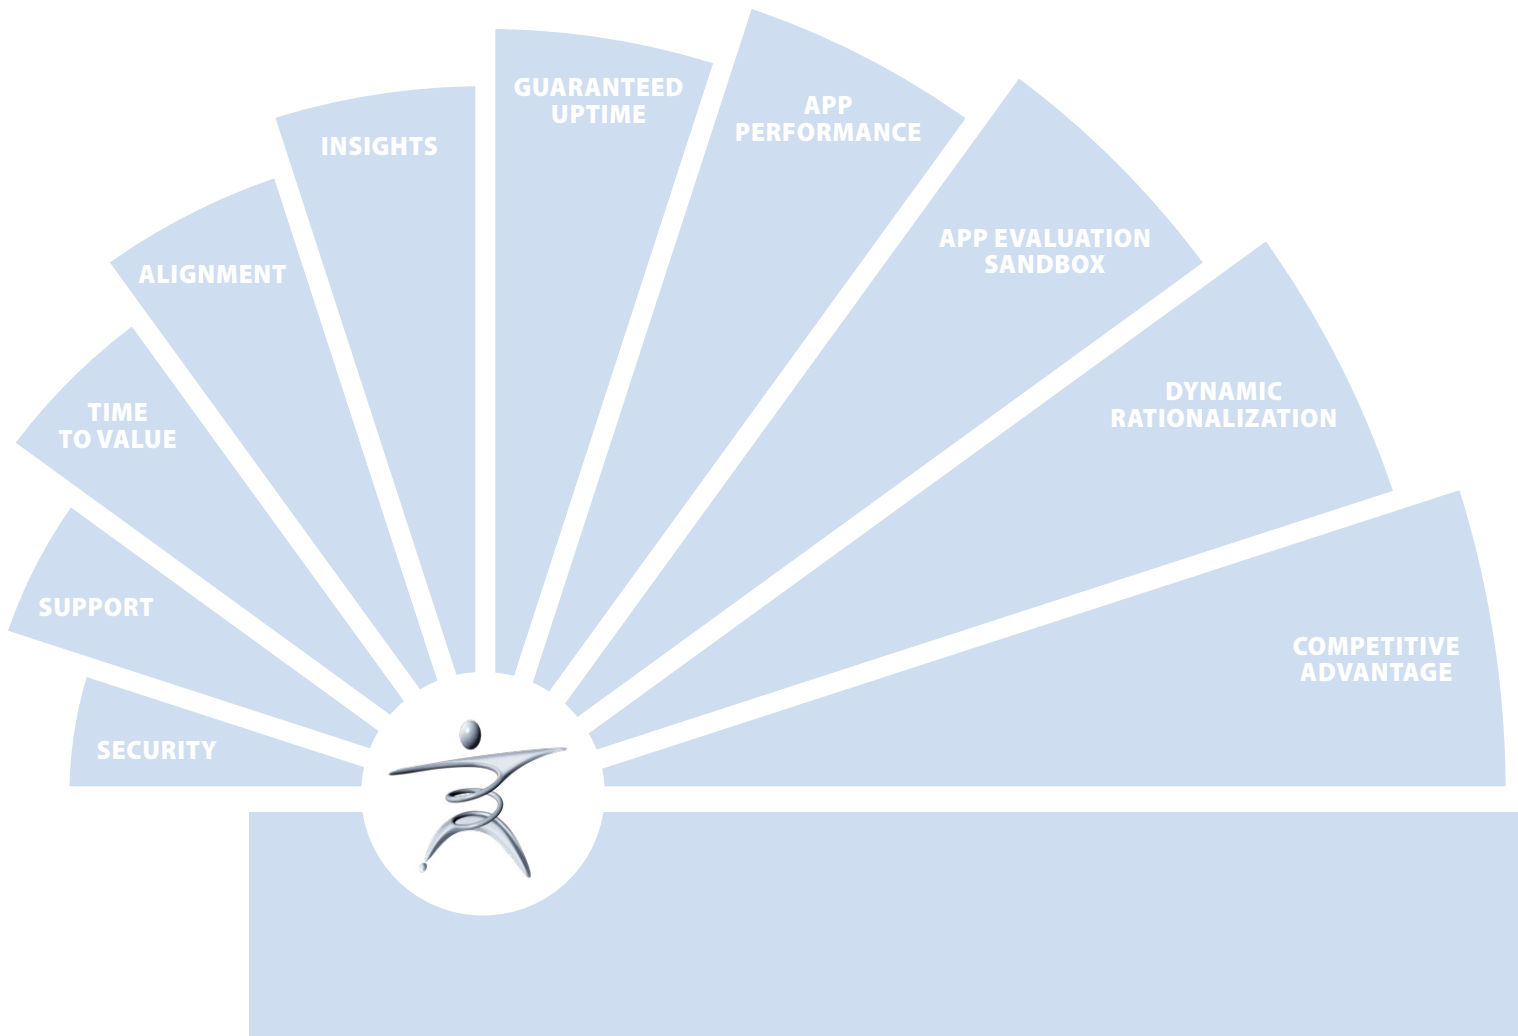 SECURITY
SUPPORT
TIME
TO VALUE
ALIGNMENT
INSIGHTS
GUARANTEED
UPTIME
APP
PERFORMANCE
APP EVALUATION
SANDBOX
DYNAMIC
RATIONALIZATION
COMPETITIVE
ADVANTAGE